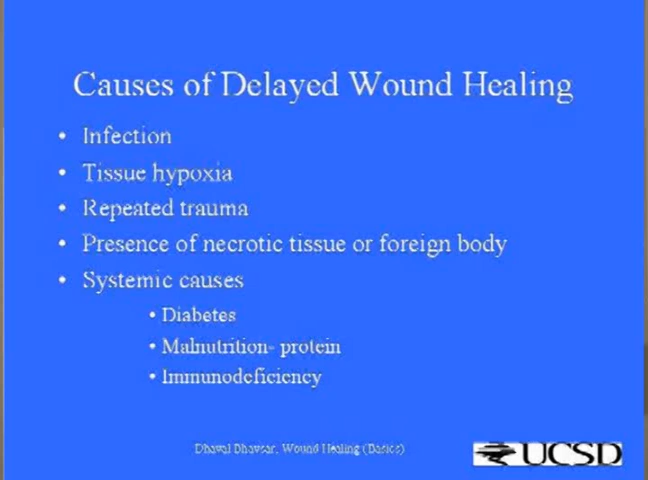 Causes of Delayed Wound Healing
• Infection
• Tissue hypoxia
• Repeated trauma
• Presence of necrotic tissue or foreign body
• Systemic causes
• Diabetes
• Malnutrition- protein
• Immunodeficiency
Dhaval Bhavsar, Wound Healing (Basics)
UCSD